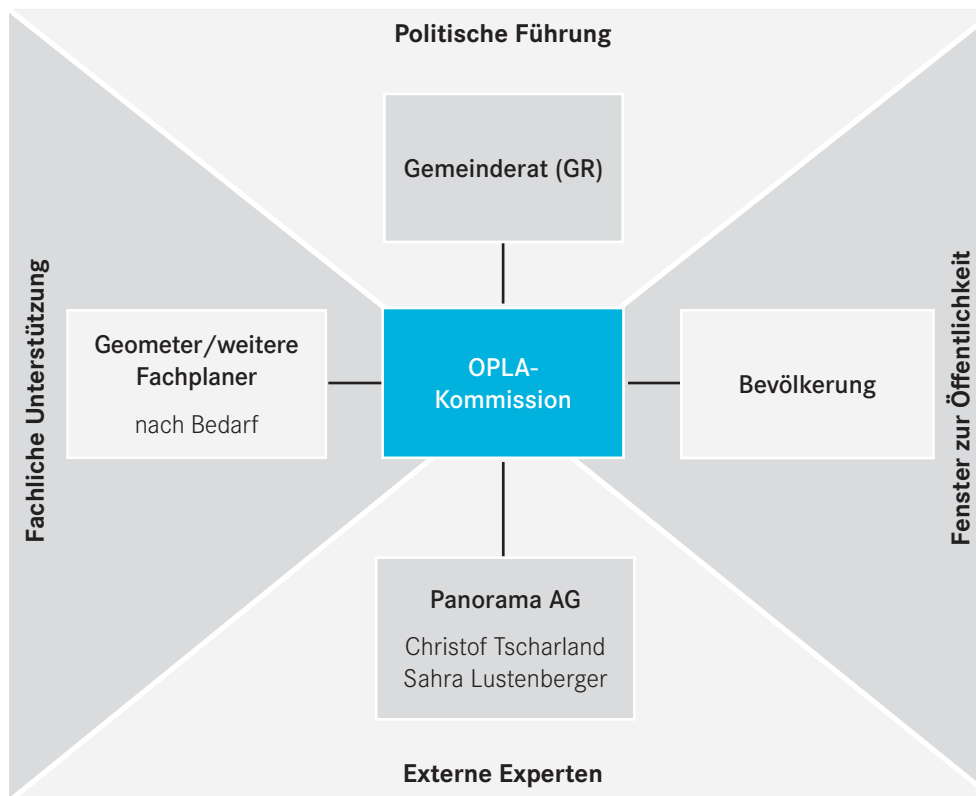 Politische Führung
Gemeinderat (GR)
Fachliche Unterstützung
Geometer/weitere
Fachplaner
nach Bedarf
OPLA-
Kommission
Bevölkerung
Fenster zur Öffentlichkeit
Panorama AG
Christof Tscharland
Sahra Lustenberger
Externe Experten